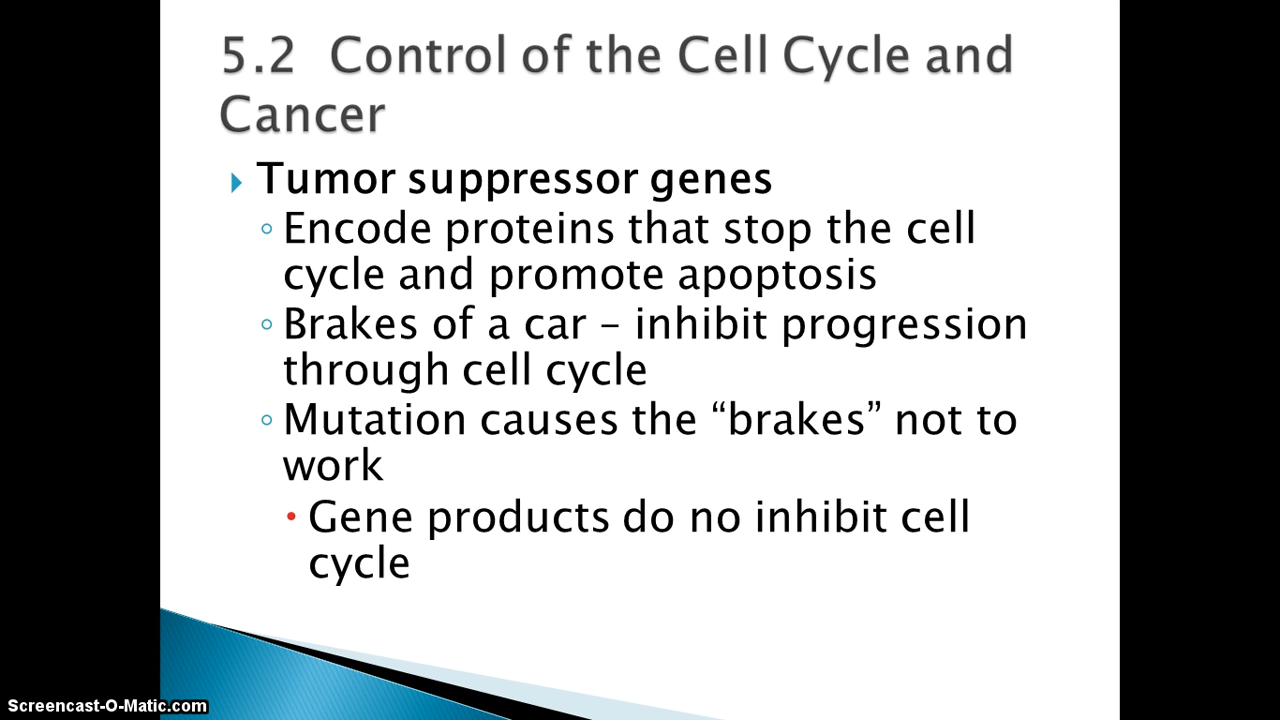 5.2 Control of the Cell Cycle and
Cancer
Tumor suppressor genes
Encode proteins that stop the cell
cycle and promote apoptosis
Brakes of a car – inhibit progression
through cell cycle
Mutation causes the “brakes” not to
work
Gene products do no inhibit cell
cycle
Screencast-O-Matic.com